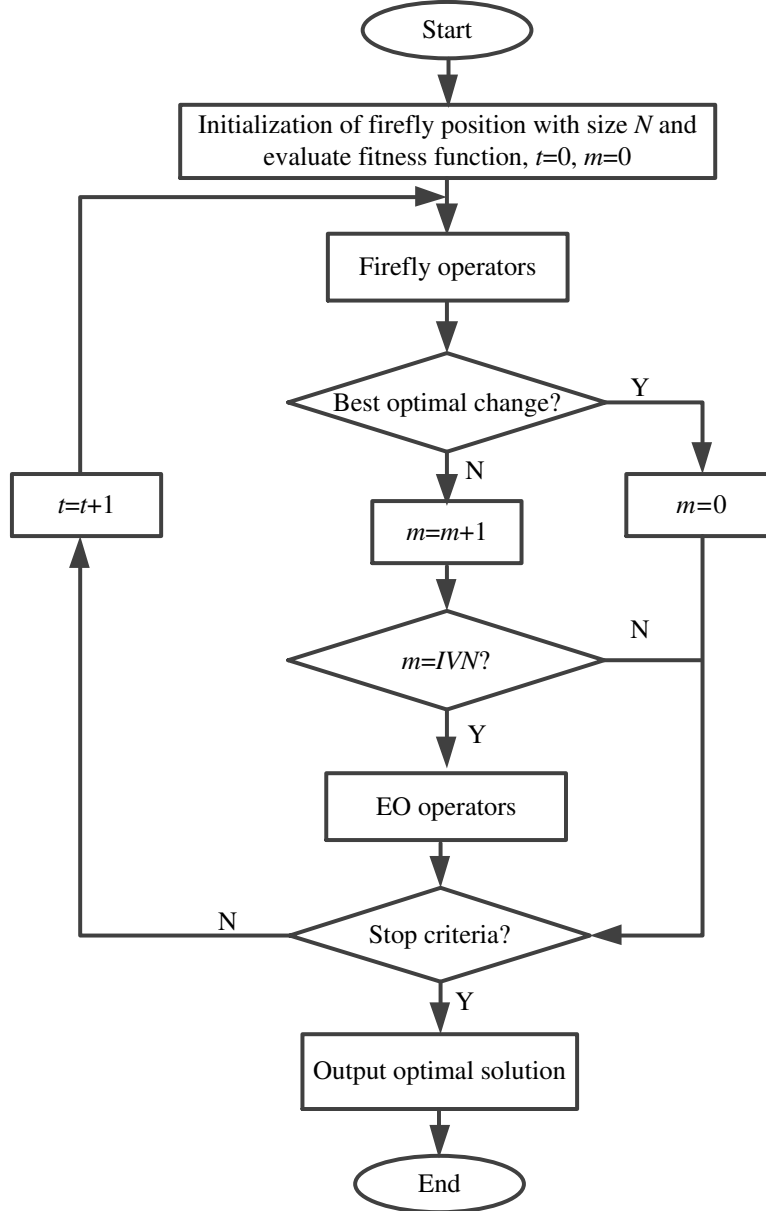 Start
Initialization of firefly position with size N and
evaluate fitness function, t=0, m=0
Firefly operators
Best optimal change?
Y
N
t=t+1
m=m+1
m=0
m=IVN?
N
Y
EO operators
Stop criteria?
N
Y
Output optimal solution
End